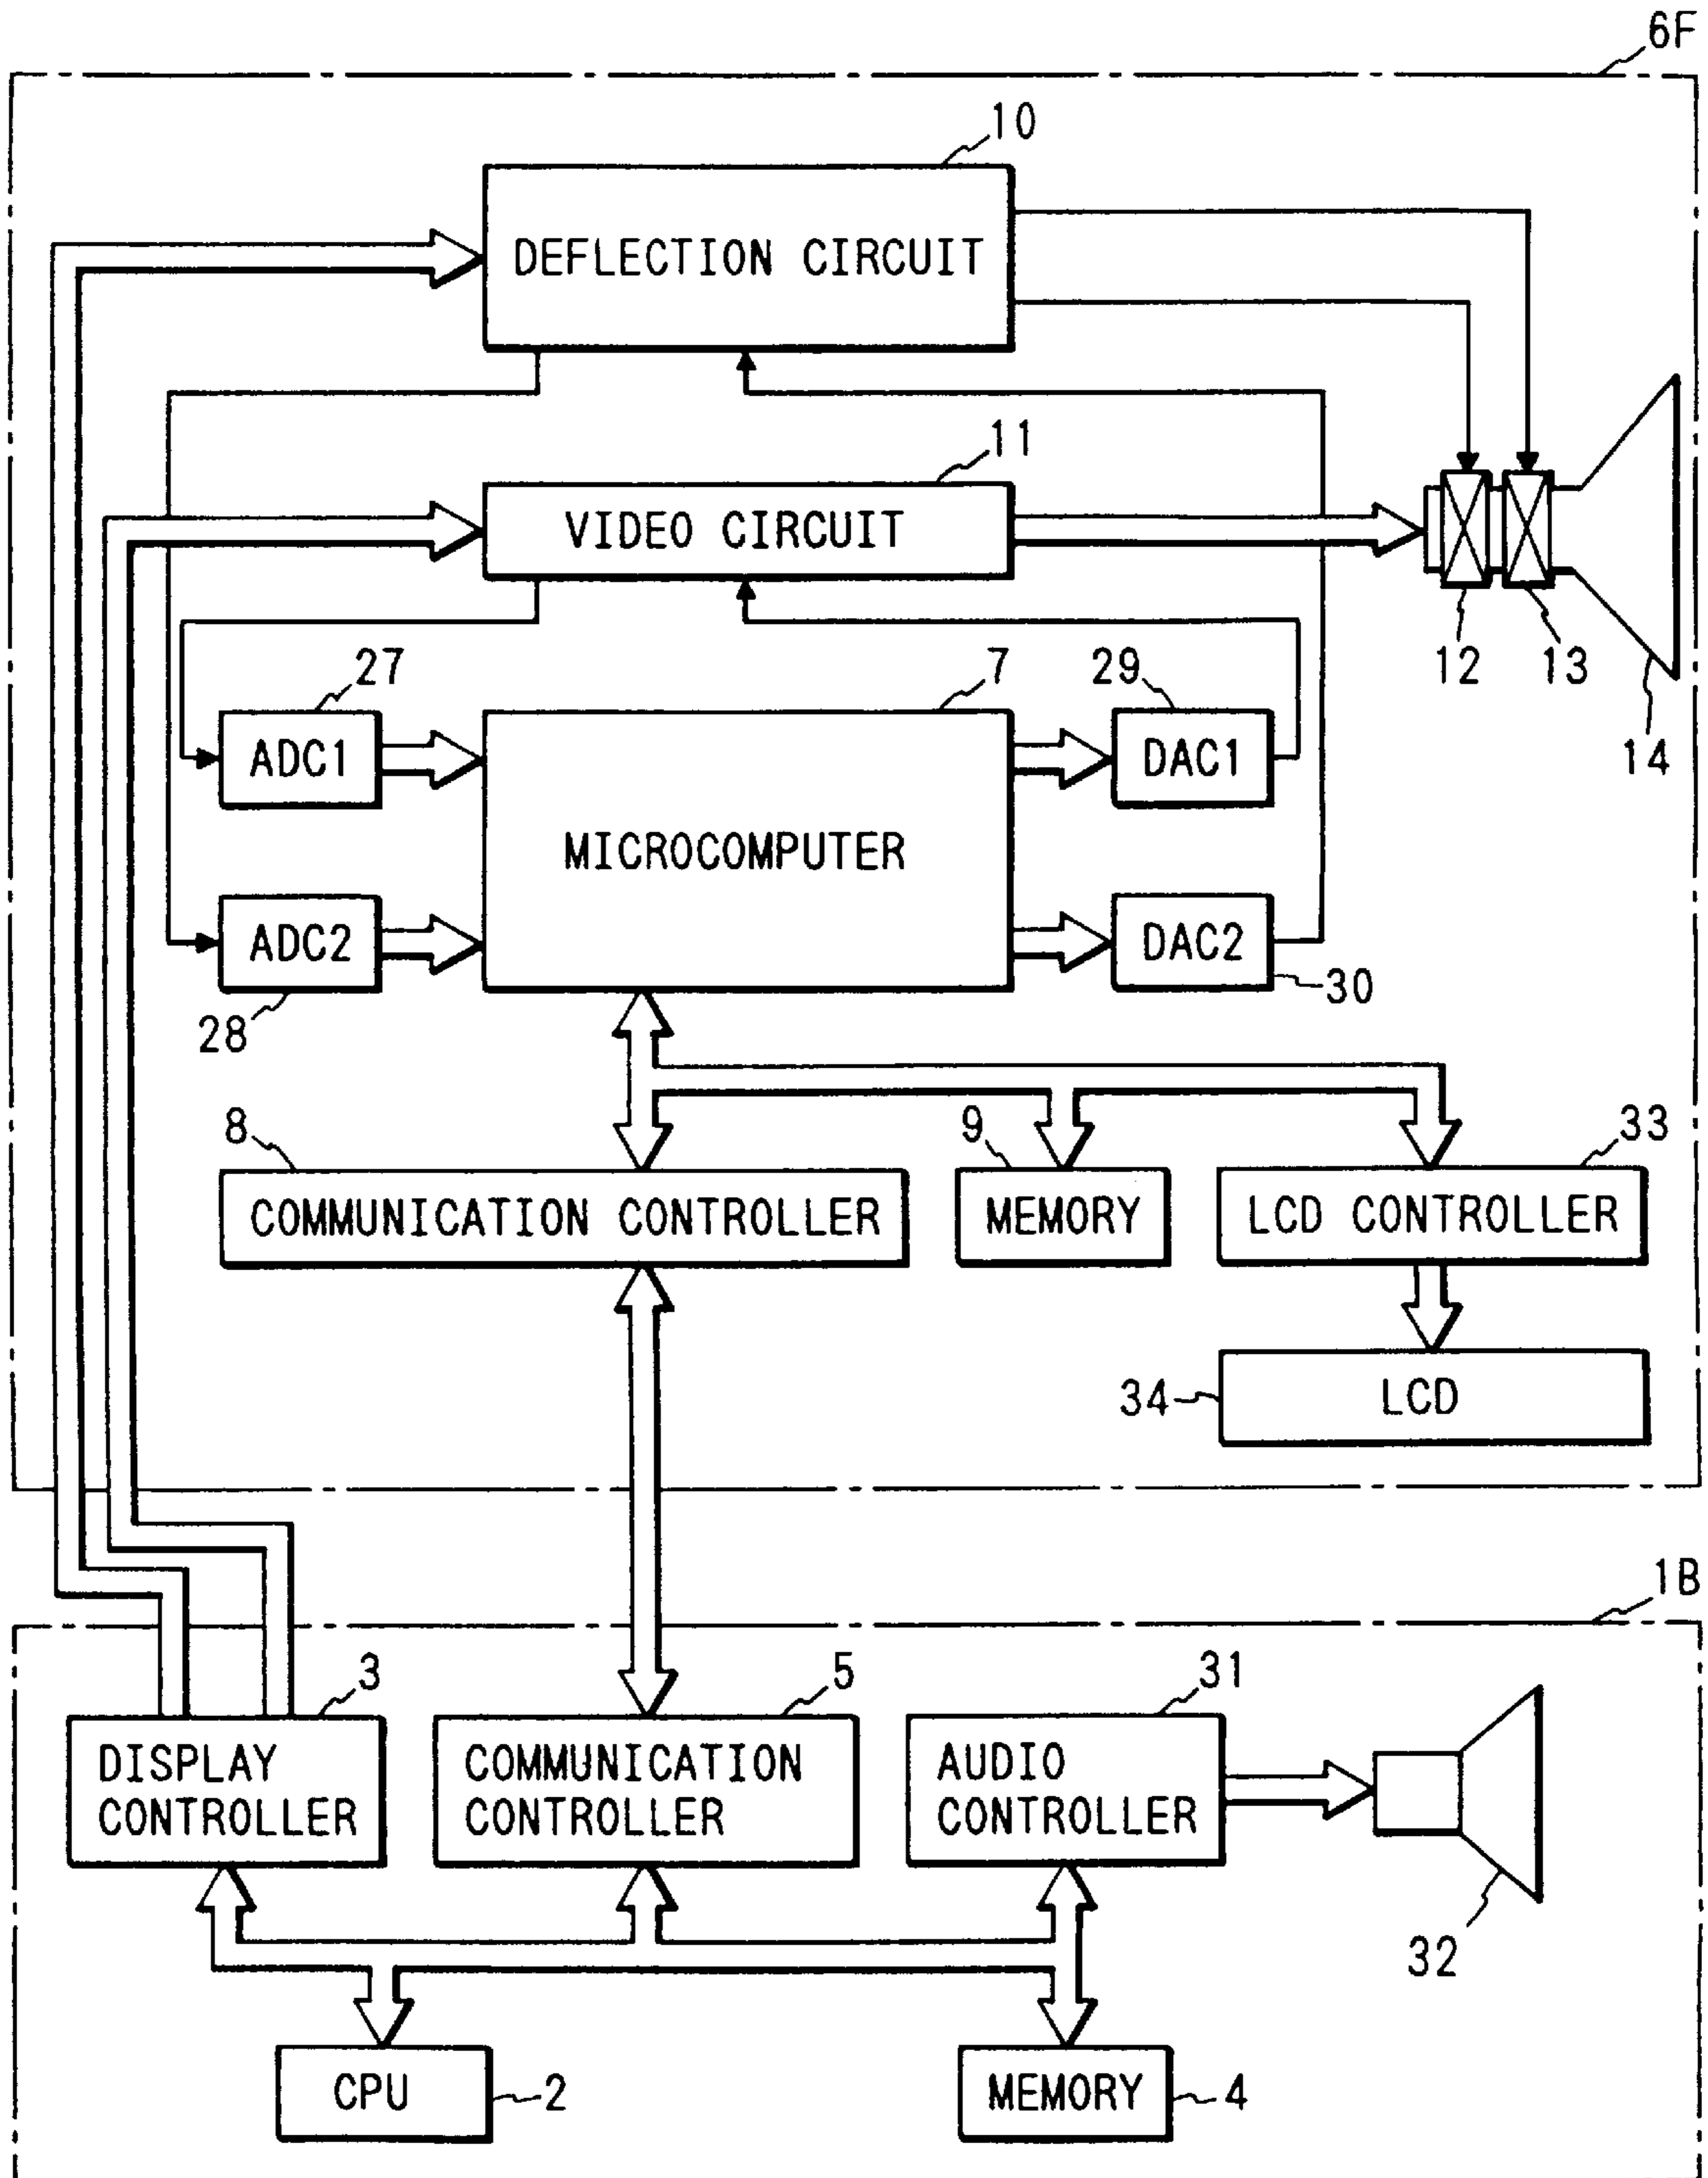 6F
10
DEFLECTION CIRCUIT
11
VIDEO CIRCUIT
12
13
14
27
7
29
ADC1
DAC1
MICROCOMPUTER
ADC2
DAC2
28
30
8
9
33
COMMUNICATION CONTROLLER
MEMORY
LCD CONTROLLER
34
LCD
1B
3
5
31
DISPLAY
CONTROLLER
COMMUNICATION
CONTROLLER
AUDIO
CONTROLLER
32
CPU
2
MEMORY
4